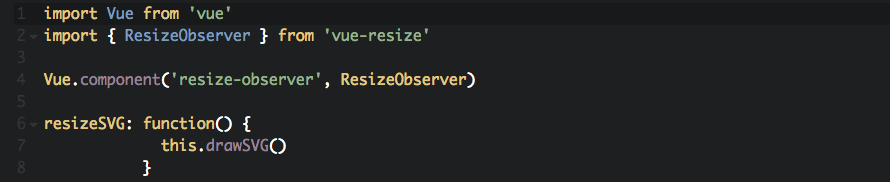 1 import Vue from 'vue'
2 import { ResizeObserver } from 'vue-resize'
3
4 Vue.component('resize-observer', ResizeObserver)
5
6 resizeSVG: function() {
7 this.drawSVG()
8 }